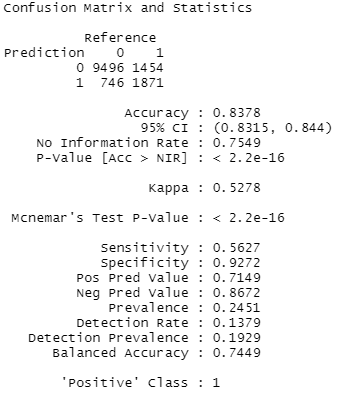 Confusion Matrix and Statistics
Reference
Prediction 0 1
0 9496 1454
1 746 1871
Accuracy : 0.8378
95% CI : (0.8315, 0.844)
No Information Rate : 0.7549
P-Value [Acc > NIR] : < 2.2e-16
Kappa : 0.5278
Mcnemar's Test P-Value : < 2.2e-16
Sensitivity : 0.5627
Specificity : 0.9272
Pos Pred Value : 0.7149
Neg Pred Value : 0.8672
Prevalence : 0.2451
Detection Rate : 0.1379
Detection Prevalence : 0.1929
Balanced Accuracy : 0.7449
'Positive' Class : 1